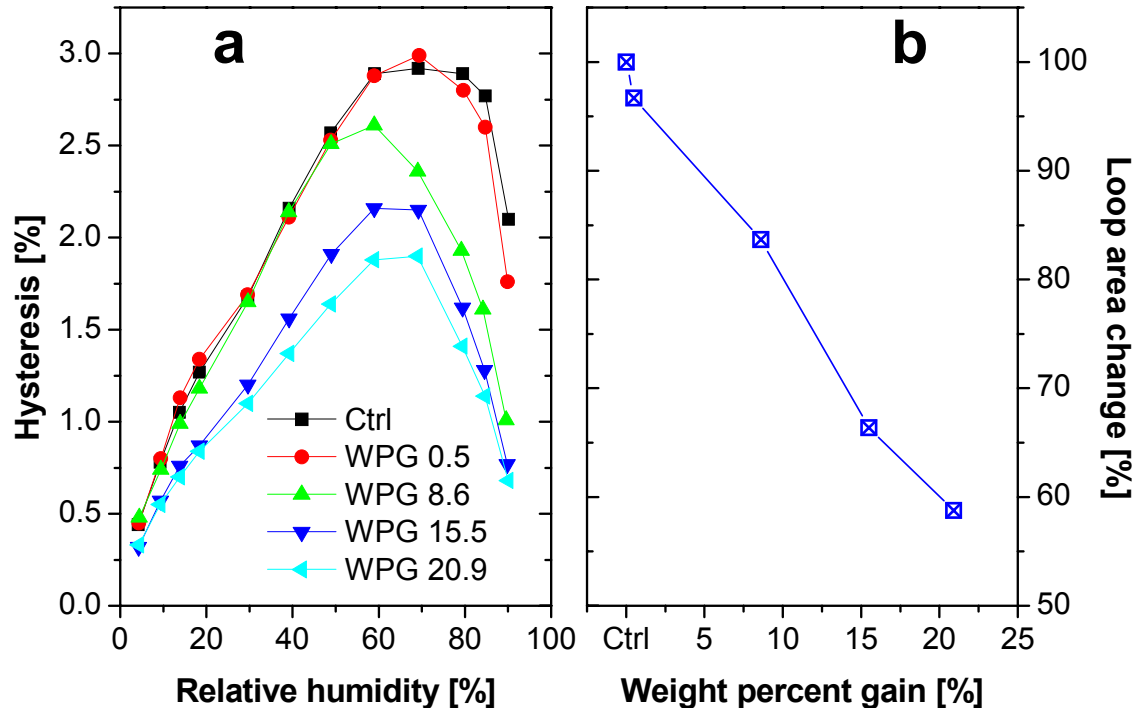 a
Hysteresis [%]
3.0
2.5
2.0
1.5
1.0
0.5
0.0
Ctrl
WPG 0.5
WPG 8.6
WPG 15.5
WPG 20.9
0 20 40 60 80 100
Relative humidity [%]
b
100
90
80
70
60
50
Loop area change [%]
Ctrl 5 10 15 20 25
Weight percent gain [%]